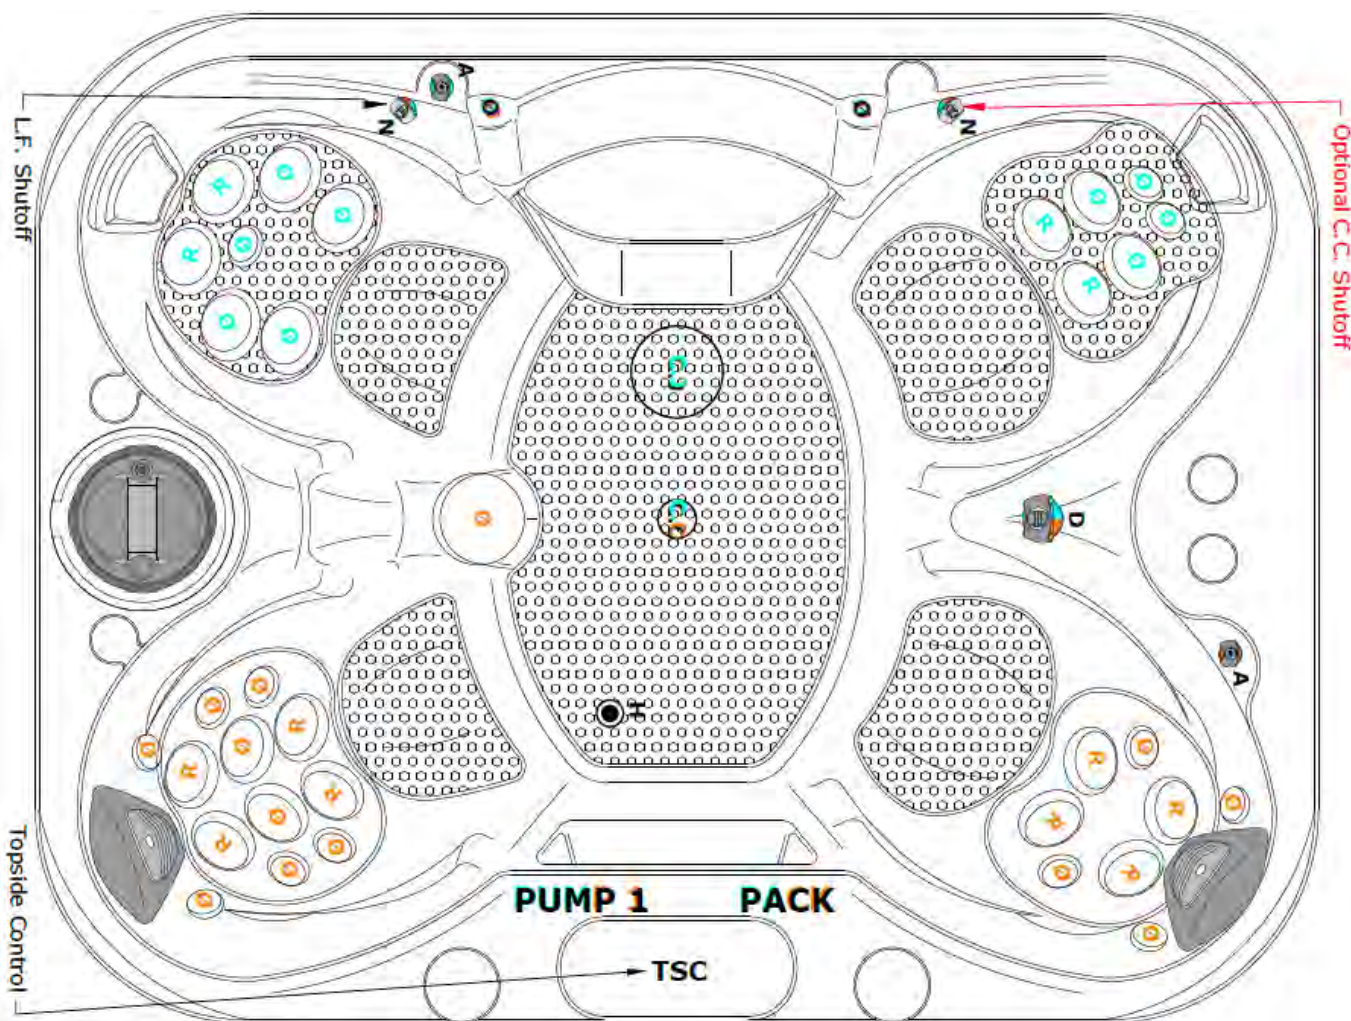 A
N
Ø
Ø
N
L.F. Shutoff
Optional C.C. Shutoff
R
Ø
Ø
R
Ø
Ø
Ø
Ø
Ø
Ø
R
Ø
R
Ø
D
A
H
Ø
Ø
R
Ø
Ø
R
R
Ø
R
Ø
Ø
Ø
R
Ø
R
Ø
R
R
Ø
Ø
PUMP 1 PACK
TSC
Topside Control